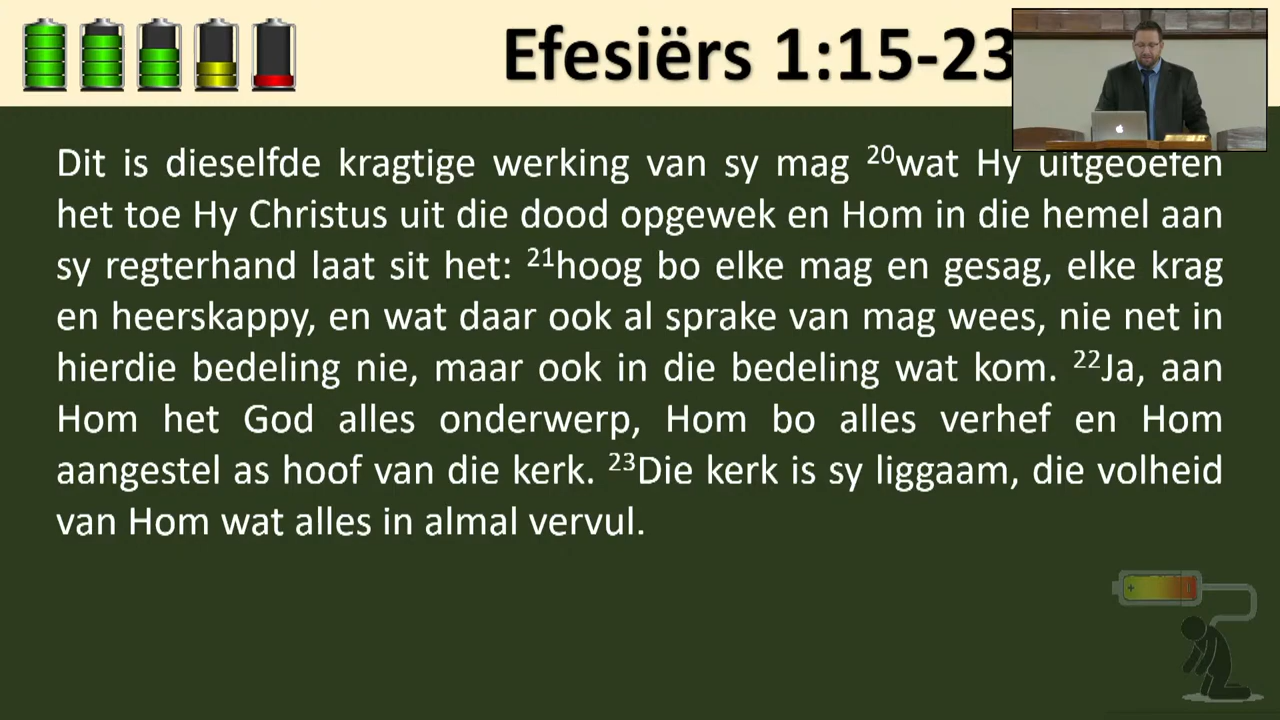 Efesiërs 1:15-23
Dit is dieselfde kragtige werking van sy mag ²⁰wat Hy uitgeoefen
het toe Hy Christus uit die dood opgewek en Hom in die hemel aan
sy regterhand laat sit het: ²¹hoog bo elke mag en gesag, elke krag
en heerskappy, en wat daar ook al sprake van mag wees, nie net in
hierdie bedeling nie, maar ook in die bedeling wat kom. ²²Ja, aan
Hom het God alles onderwerp, Hom bo alles verhef en Hom
aangestel as hoof van die kerk. ²³Die kerk is sy liggaam, die volheid
van Hom wat alles in almal vervul.